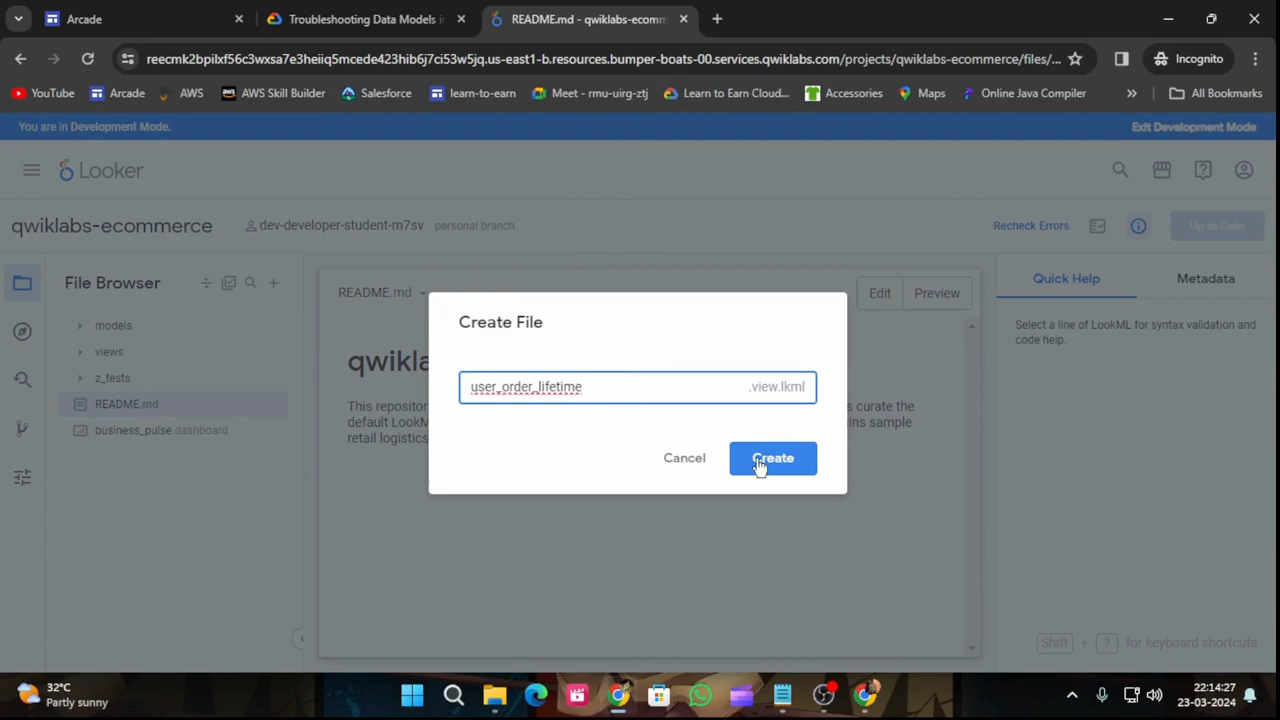 Arcade
Troubleshooting Data Models in
README.md - qwiklabs-ecomm
reecmk2bpilxf56c3wxsa7e3heiiq5mcede423hib6j7ci53w5jq.us-east1-b.resources.bumper-boats-00.services.qwiklabs.com/projects/qwiklabs-ecommerce/files/...
Incognito
YouTube
Arcade
AWS
AWS Skill Builder
Salesforce
learn-to-earn
Meet - rmu-uirg-ztj
Learn to Earn Cloud...
Accessories
Maps
Online Java Compiler
All Bookmarks
You are in Development Mode.
Exit Development Mode
Looker
qwiklabs-ecommerce
dev-developer-student-m7sv
personal branch
Recheck Errors
Up to Date
File Browser
README.md
Edit
Preview
Quick Help
Metadata
models
views
z_tests
README.md
business_pulse.dashboard
qwikl
This repositor
default LookM
retail logistics
s curate the
ins sample
Select a line of LookML for syntax validation and
code help.
Create File
user_order_lifetime
.view.lkml
Cancel
Create
Shift + ? for keyboard shortcuts
32°C
Partly sunny
22:14:27
23-03-2024